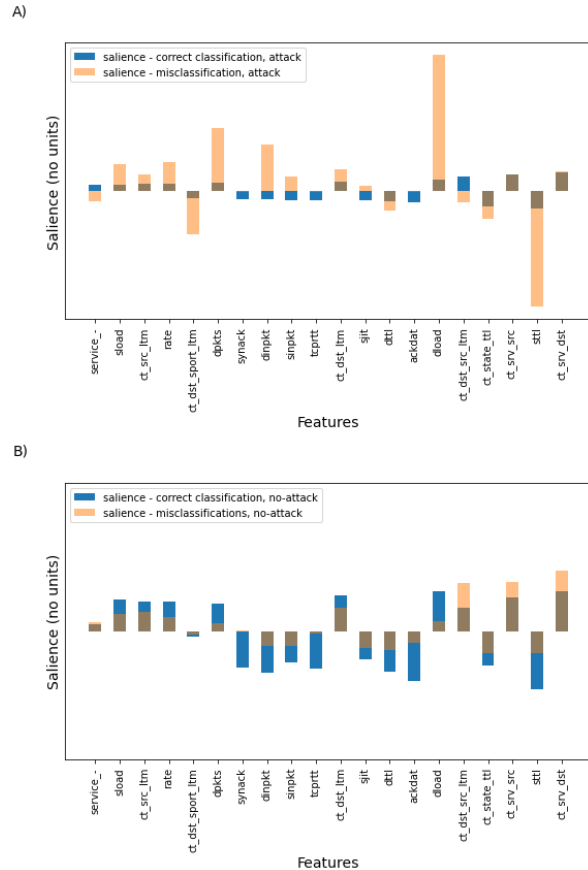 A)
salience - correct classification, attack
salience - misclassification, attack
Salience (no units)
service_-
sload
ct_src_ltm
rate
ct_dst_sport_ltm
dpkts
synack
dinpkt
sinpkt
tcprtt
ct_dst_ltm
sjit
dttl
ackdat
dload
ct_dst_src_ltm
ct_state_ttl
ct_srv_src
sttl
ct_srv_dst
Features
B)
salience - correct classification, no-attack
salience - misclassifications, no-attack
Salience (no units)
service_-
sload
ct_src_ltm
rate
ct_dst_sport_ltm
dpkts
synack
dinpkt
sinpkt
tcprtt
ct_dst_ltm
sjit
dttl
ackdat
dload
ct_dst_src_ltm
ct_state_ttl
ct_srv_src
sttl
ct_srv_dst
Features